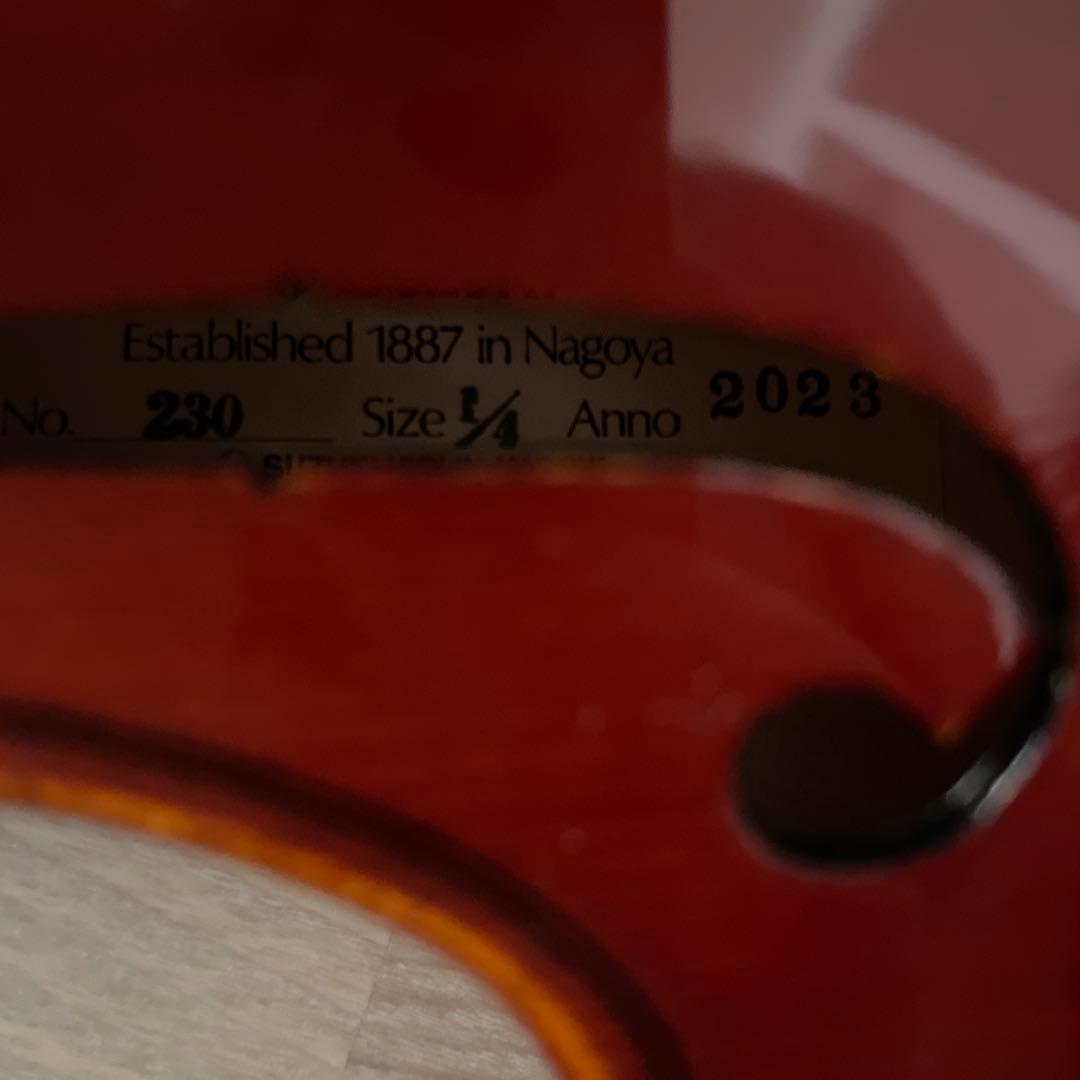 Established 1887 in Nagoya
No. 230 Size 1/4 Anno 2023